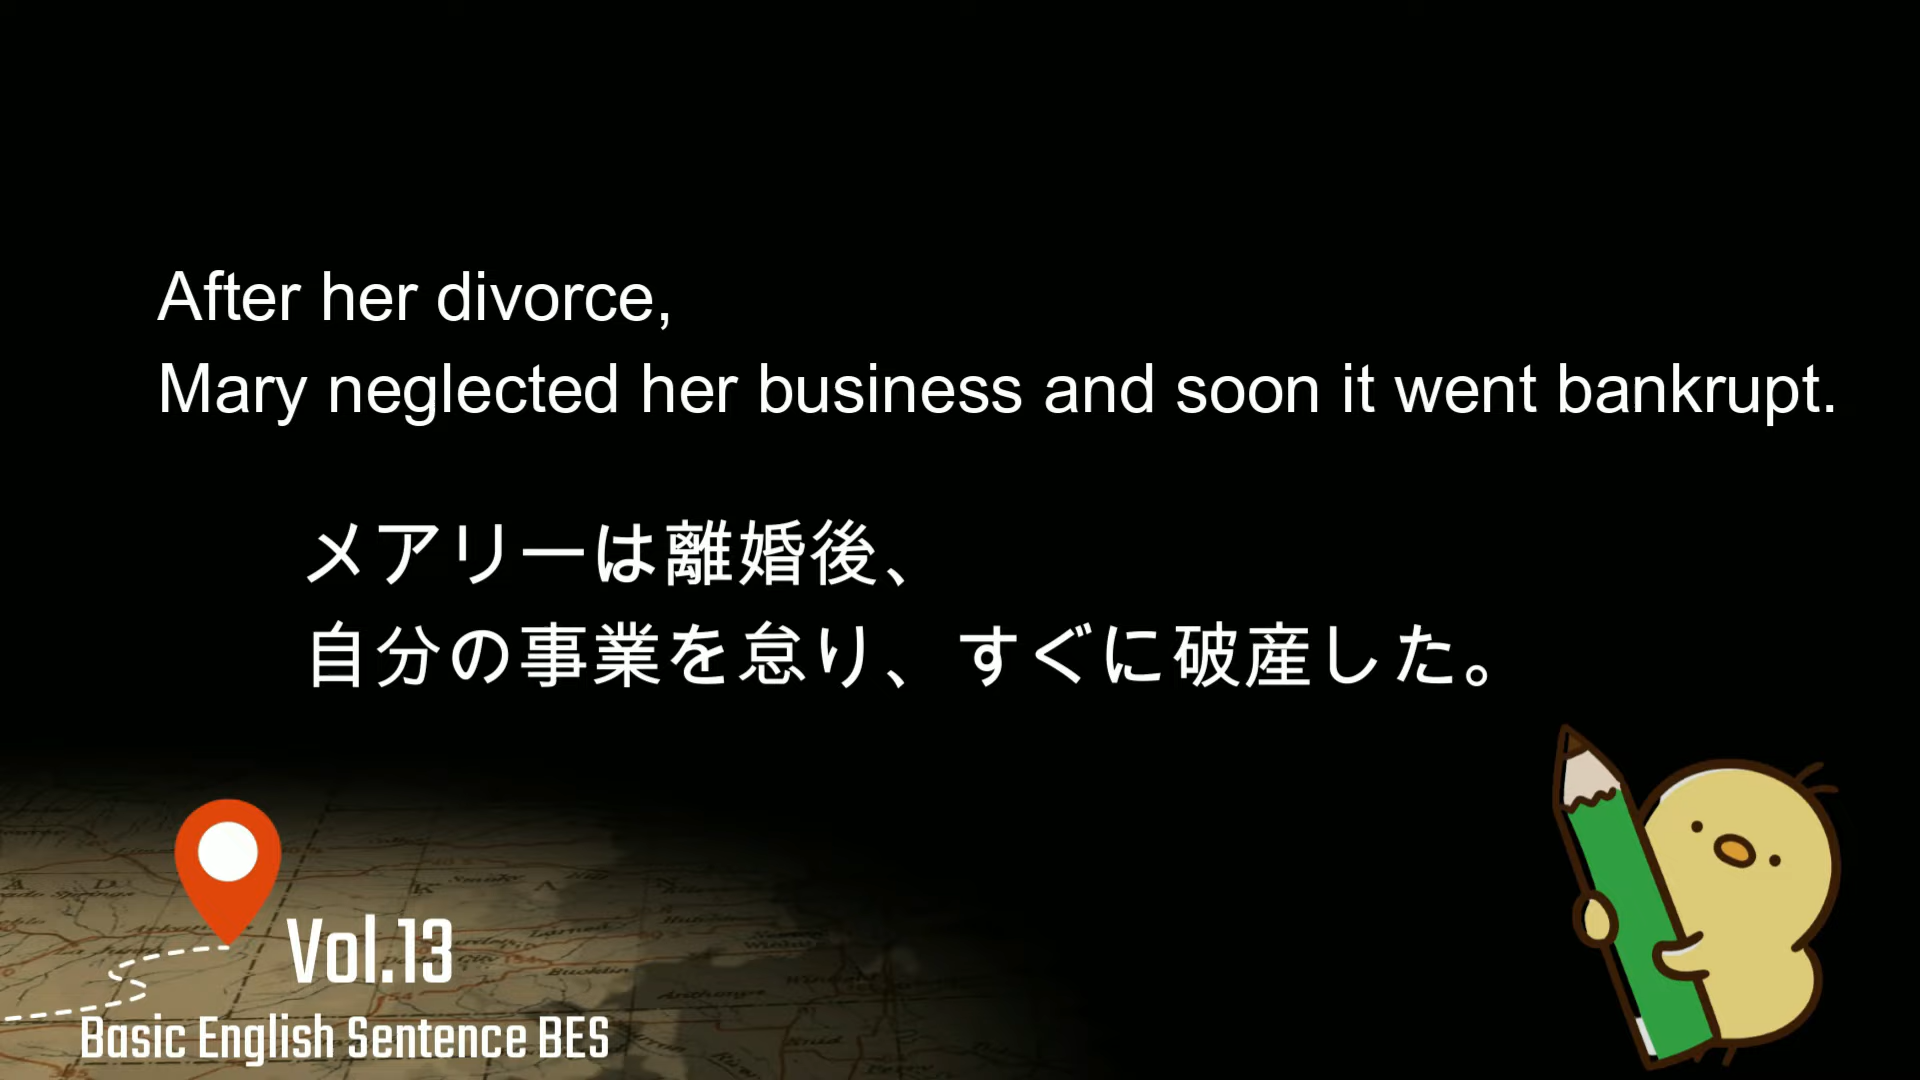 After her divorce,
Mary neglected her business and soon it went bankrupt.
メアリーは離婚後、
自分の事業を怠り、すぐに破産した。
Vol.13
Basic English Sentence BES